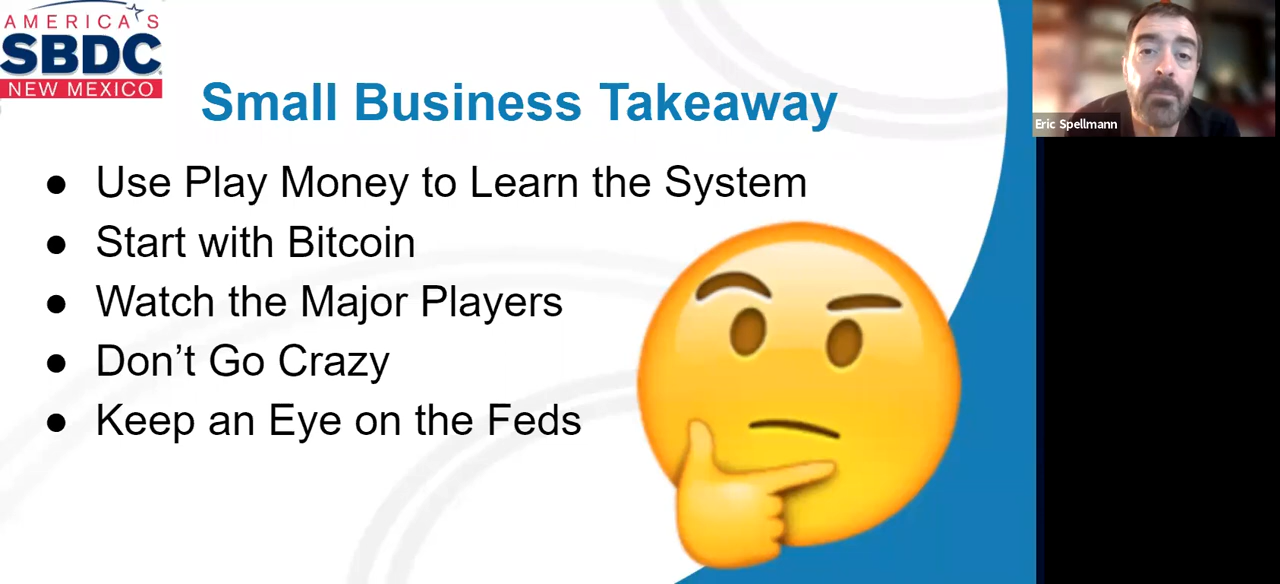 AMERICA'S
SBDC
NEW MEXICO
Small Business Takeaway
● Use Play Money to Learn the System
● Start with Bitcoin
● Watch the Major Players
● Don’t Go Crazy
● Keep an Eye on the Feds
Eric Spellmann